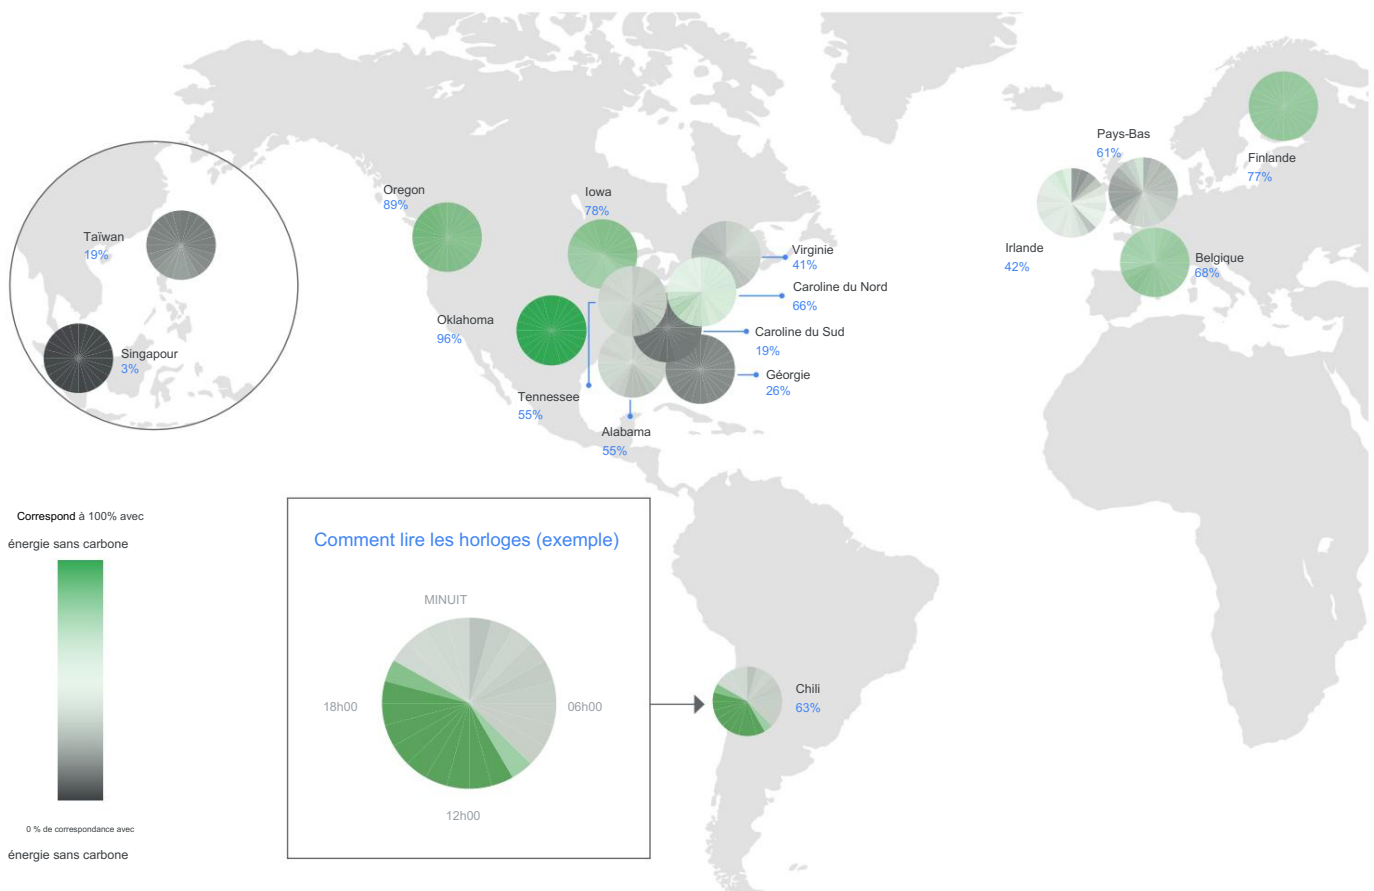 Pays-Bas
61%
Finlande
77%
Oregon
89%
Iowa
78%
Taïwan
19%
Virginie
41%
Irlande
42%
Belgique
68%
Caroline du Nord
66%
Oklahoma
96%
Caroline du Sud
19%
Singapour
3%
Géorgie
26%
Tennessee
55%
Alabama
55%
Correspond à 100% avec
énergie sans carbone
0 % de correspondance avec
énergie sans carbone
Comment lire les horloges (exemple)
MINUIT
18h00
06h00
12h00
Chili
63%